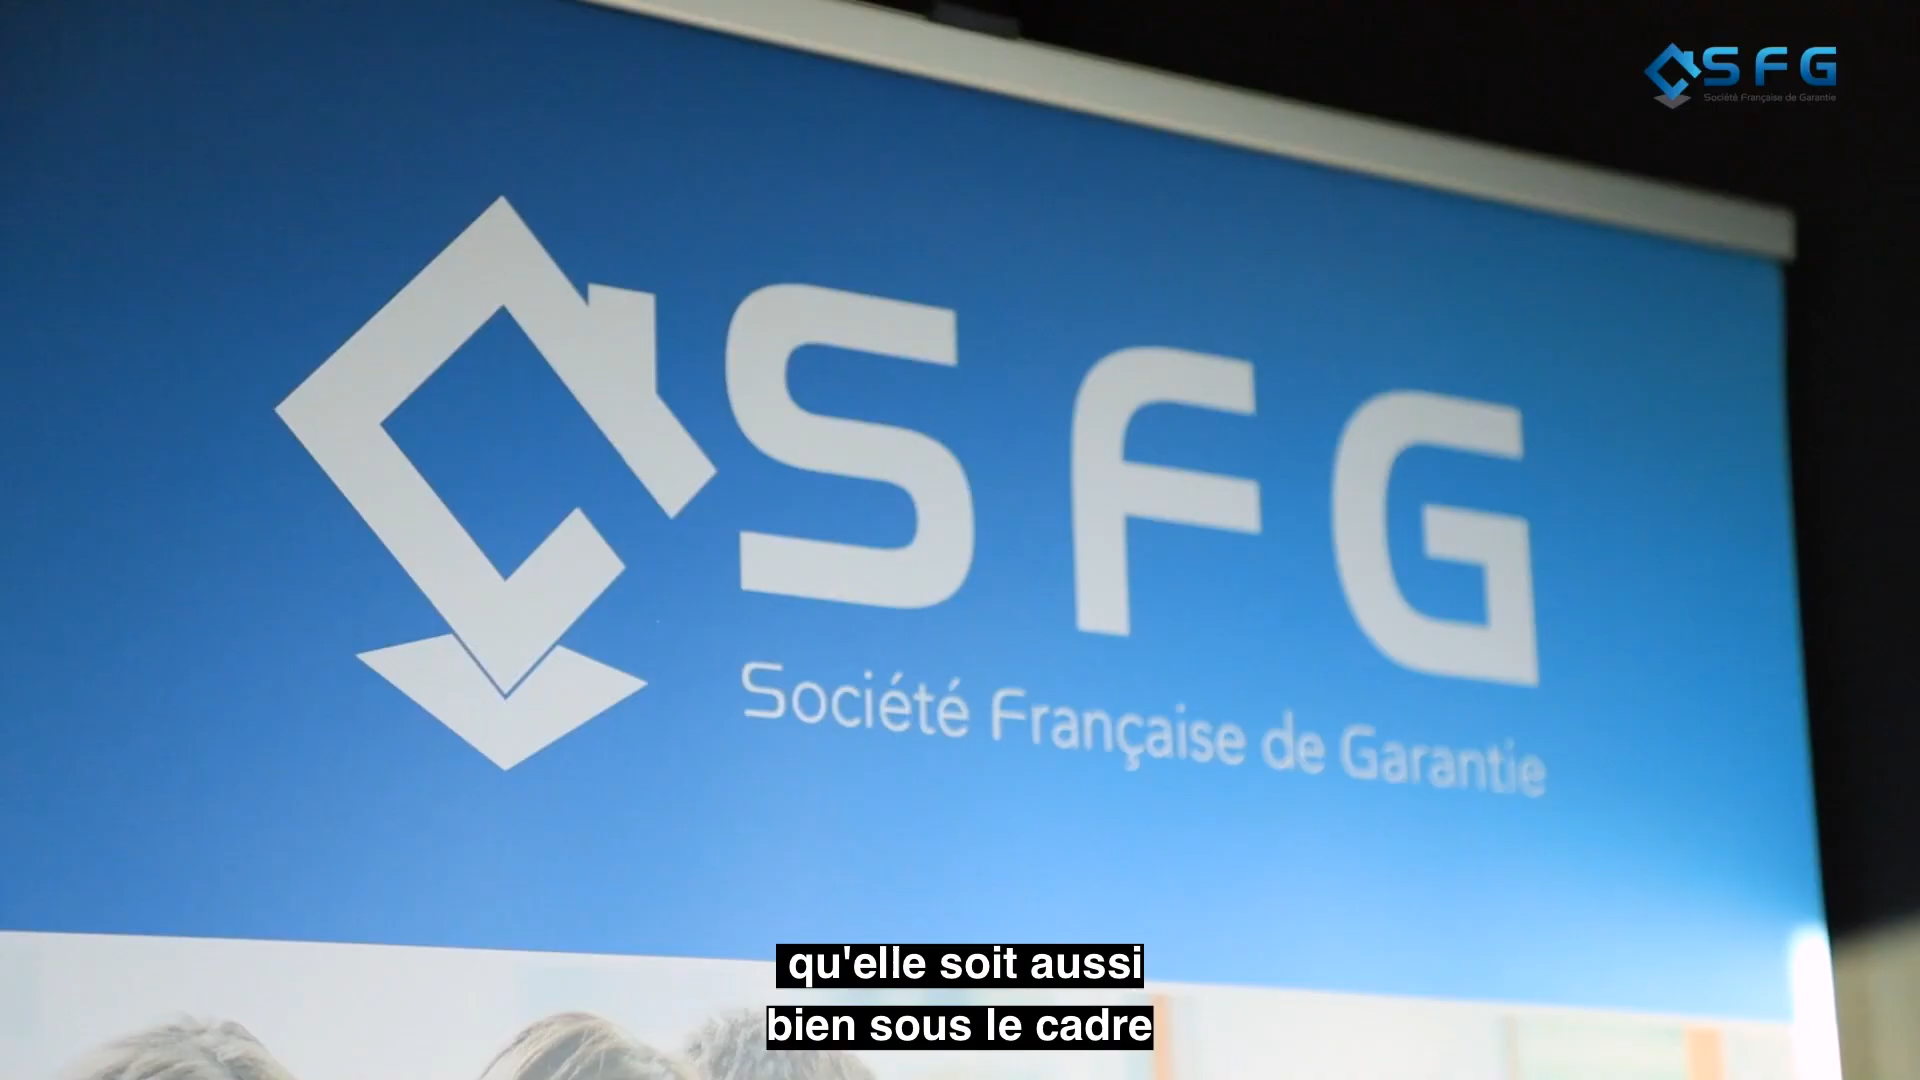 SFG
Société Française de Garantie
SFG
Société Française de Garantie
qu'elle soit aussi
bien sous le cadre